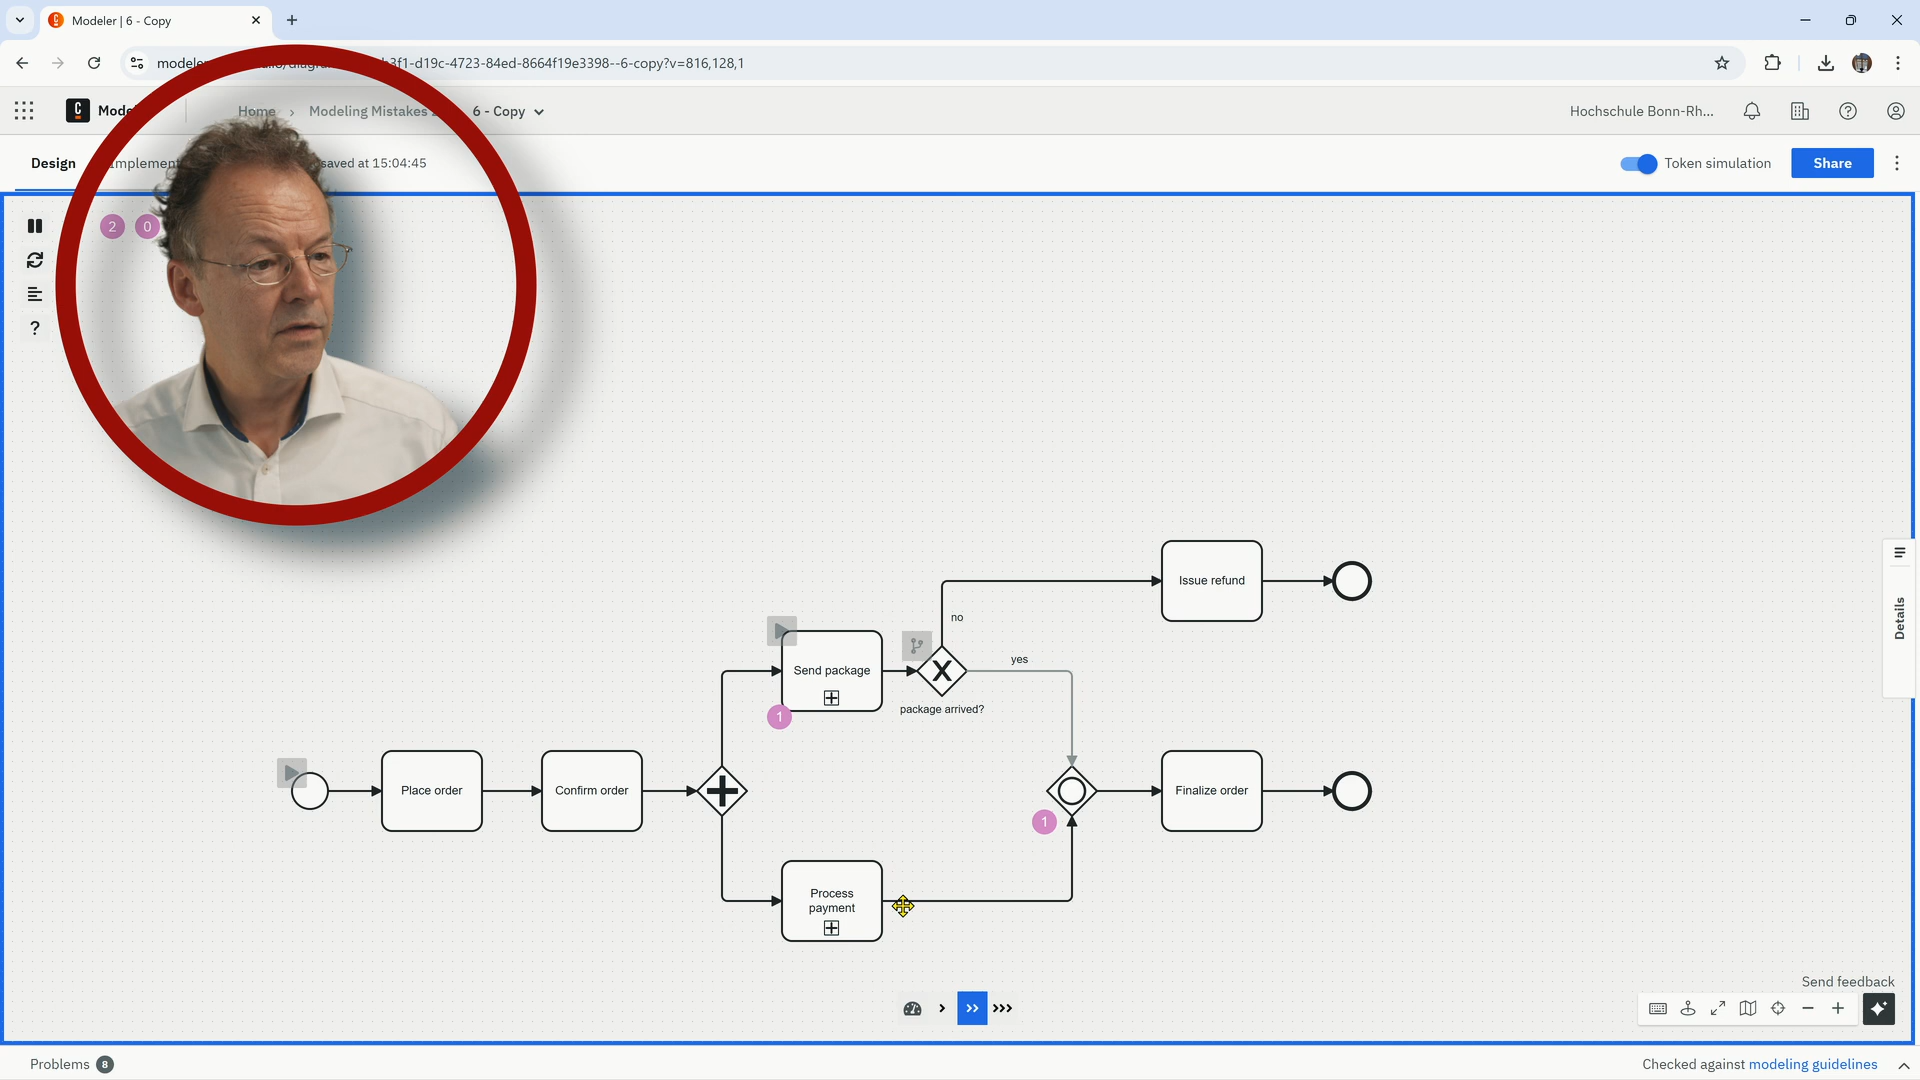 Modeler | 6 - Copy
b3f1-d19c-4723-84ed-8664f19e3398--6-copy?v=816,128,1
Home
Modeling Mistakes
6 - Copy
Hochschule Bonn-Rh...
Design
saved at 15:04:45
Token simulation
Share
2
0
?
Issue refund
no
Send package
X
yes
package arrived?
1
Place order
Confirm order
Finalize order
1
Process
payment
Details
Send feedback
Problems 8
Checked against modeling guidelines